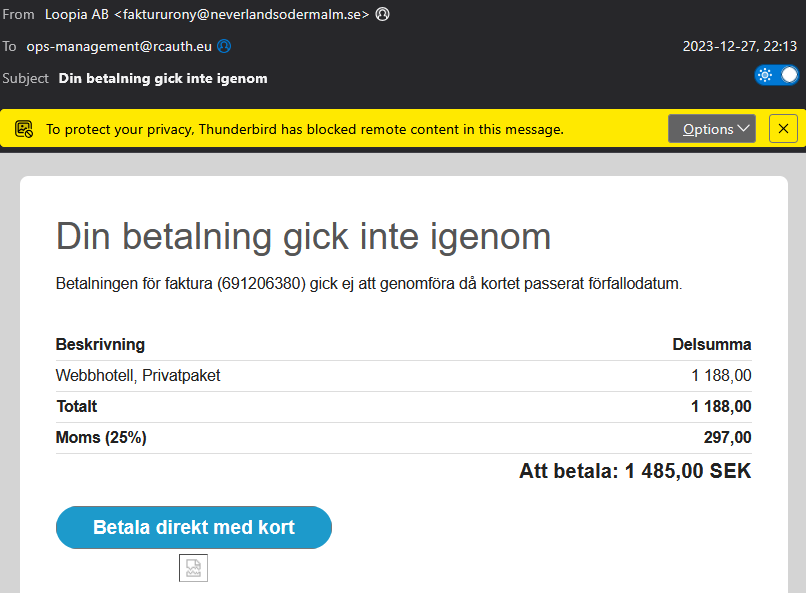 From Loopia AB <faktururony@neverlandsodermalm.se>
To ops-management@rcauth.eu 2023-12-27, 22:13
Subject Din betalning gick inte igenom
To protect your privacy, Thunderbird has blocked remote content in this message. Options
Din betalning gick inte igenom
Betalningen för faktura (691206380) gick ej att genomföra då kortet passerat förfallodatum.
Beskrivning Delsumma
Webbhotell, Privatpaket 1 188,00
Totalt 1 188,00
Moms (25%) 297,00
Att betala: 1 485,00 SEK
Betala direkt med kort